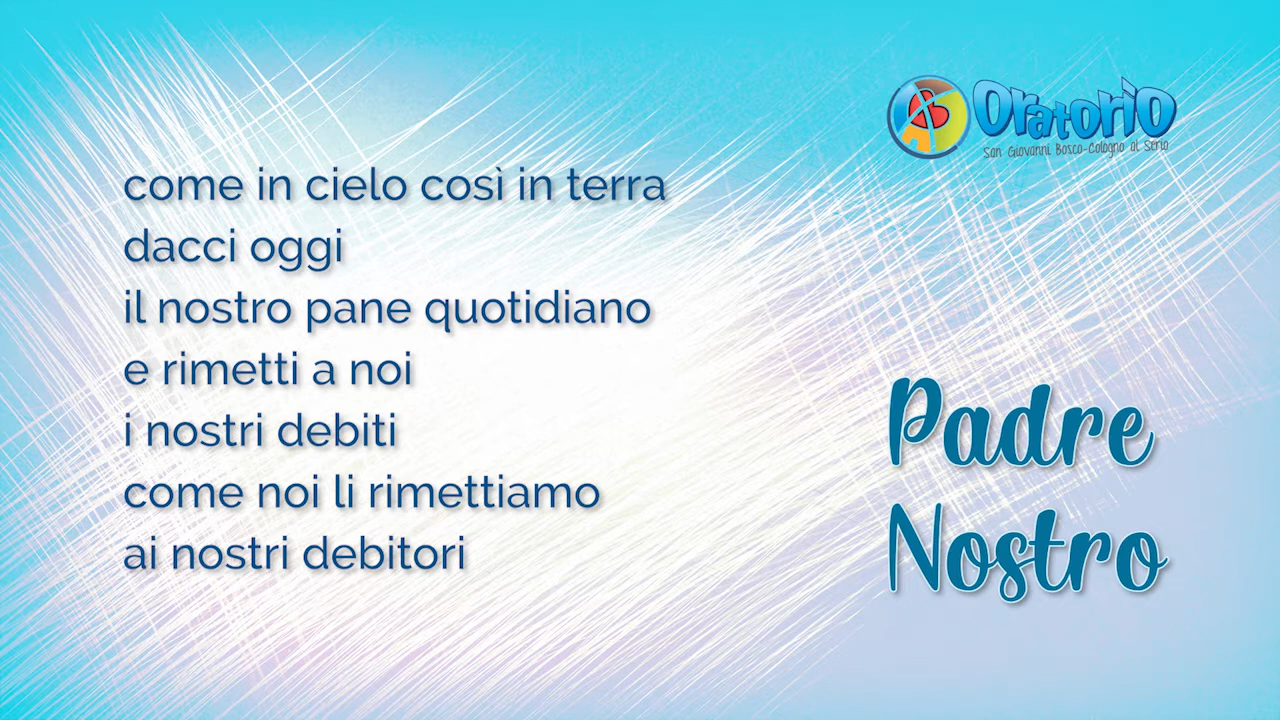 Oratorio
San Giovanni Bosco-Cologno al Serio
come in cielo così in terra
dacci oggi
il nostro pane quotidiano
e rimetti a noi
i nostri debiti
come noi li rimettiamo
ai nostri debitori
Padre
Nostro